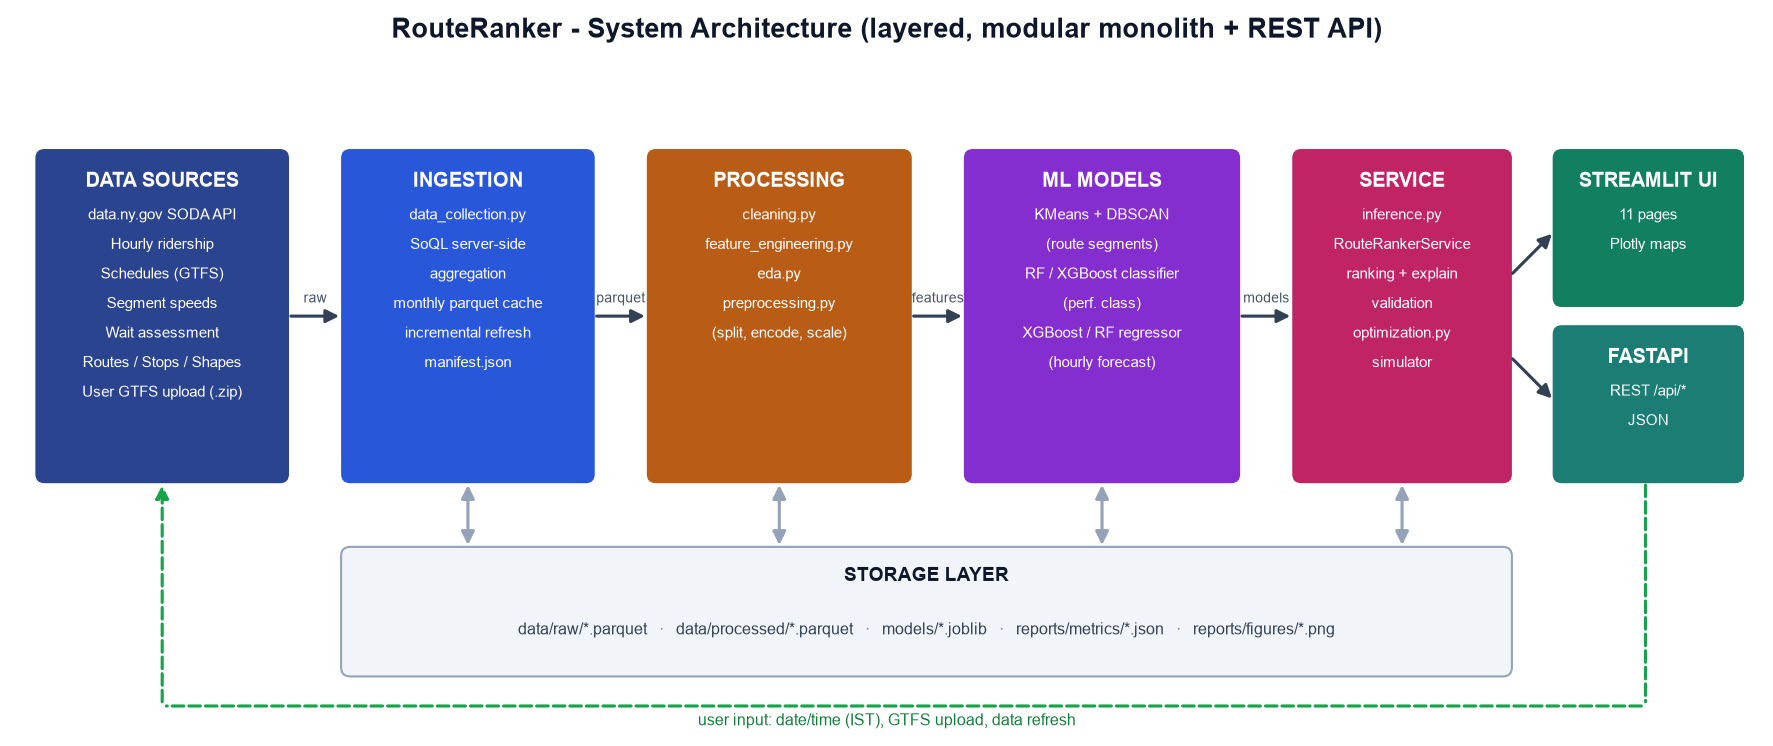 RouteRanker - System Architecture (layered, modular monolith + REST API)
DATA SOURCES
data.ny.gov SODA API
Hourly ridership
Schedules (GTFS)
Segment speeds
Wait assessment
Routes / Stops / Shapes
User GTFS upload (.zip)
raw
INGESTION
data_collection.py
SoQL server-side
aggregation
monthly parquet cache
incremental refresh
manifest.json
parquet
PROCESSING
cleaning.py
feature_engineering.py
eda.py
preprocessing.py
(split, encode, scale)
features
ML MODELS
KMeans + DBSCAN
(route segments)
RF / XGBoost classifier
(perf. class)
XGBoost / RF regressor
(hourly forecast)
models
SERVICE
inference.py
RouteRankerService
ranking + explain
validation
optimization.py
simulator
STREAMLIT UI
11 pages
Plotly maps
FASTAPI
REST /api/*
JSON
STORAGE LAYER
data/raw/*.parquet · data/processed/*.parquet · models/*.joblib · reports/metrics/*.json · reports/figures/*.png
user input: date/time (IST), GTFS upload, data refresh